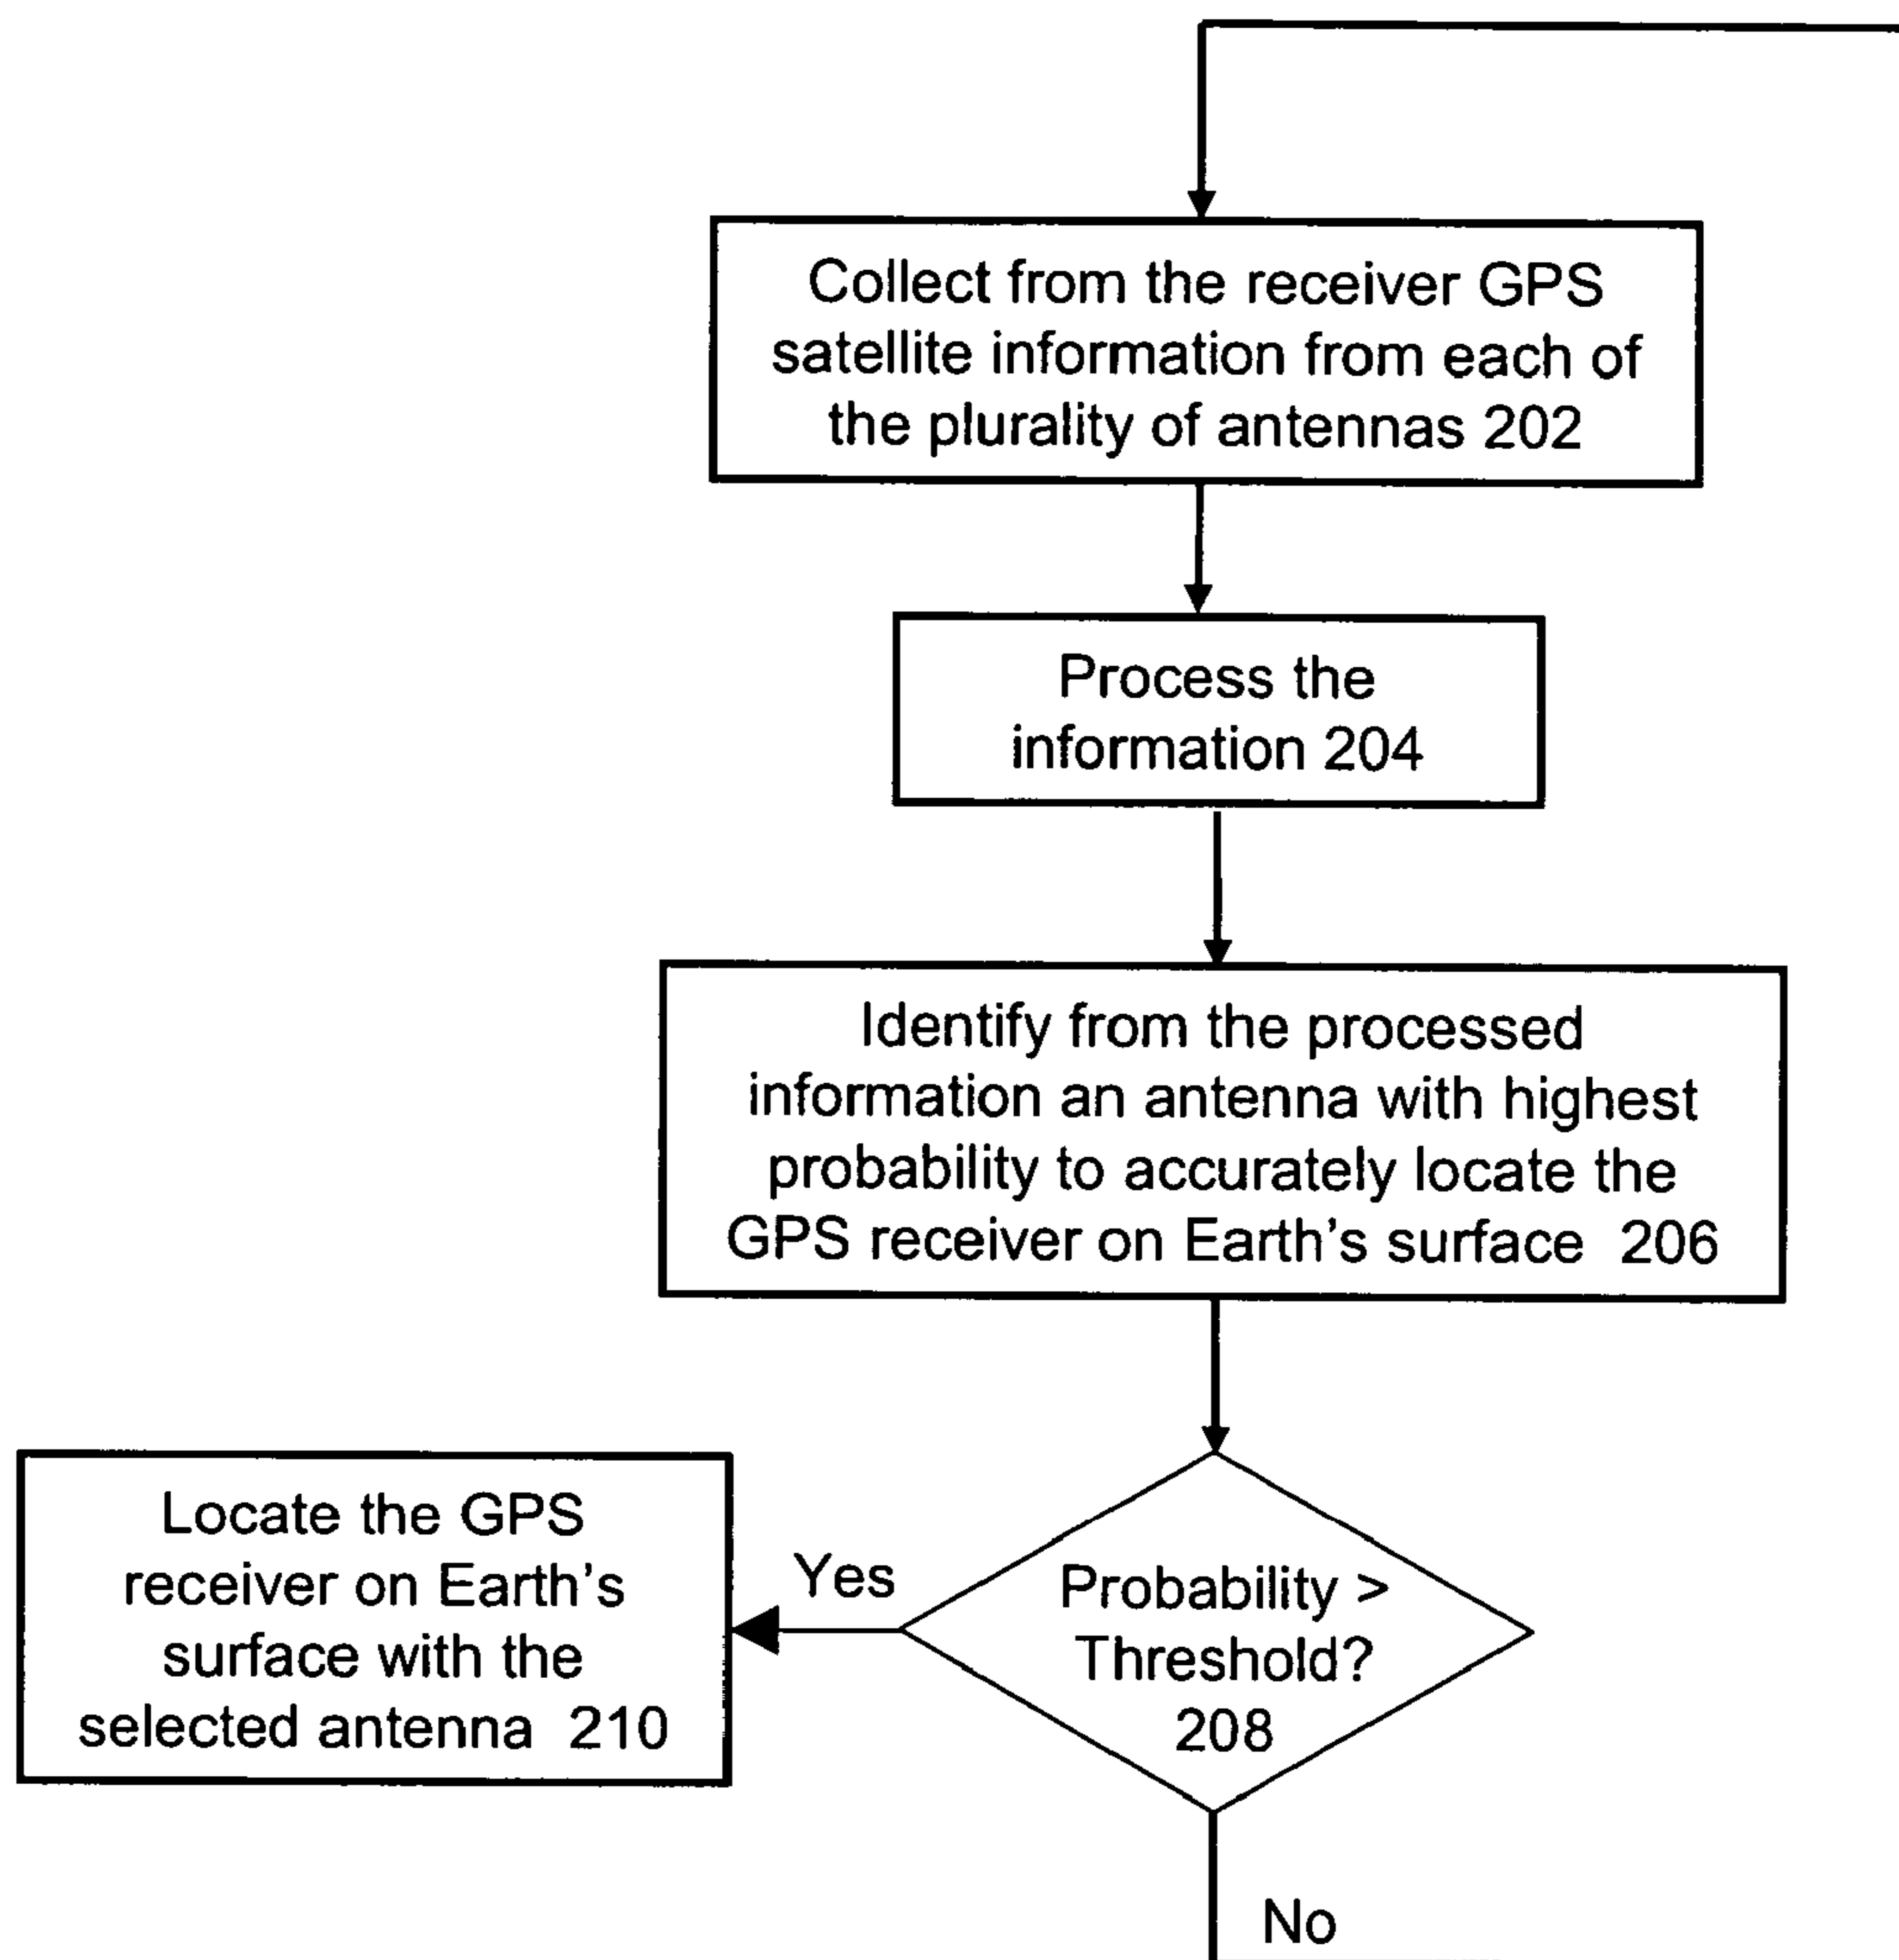 Collect from the receiver GPS
satellite information from each of
the plurality of antennas 202
Process the
information 204
Identify from the processed
information an antenna with highest
probability to accurately locate the
GPS receiver on Earth's surface 206
Locate the GPS
receiver on Earth's
surface with the
selected antenna 210
Yes
Probability >
Threshold?
208
No